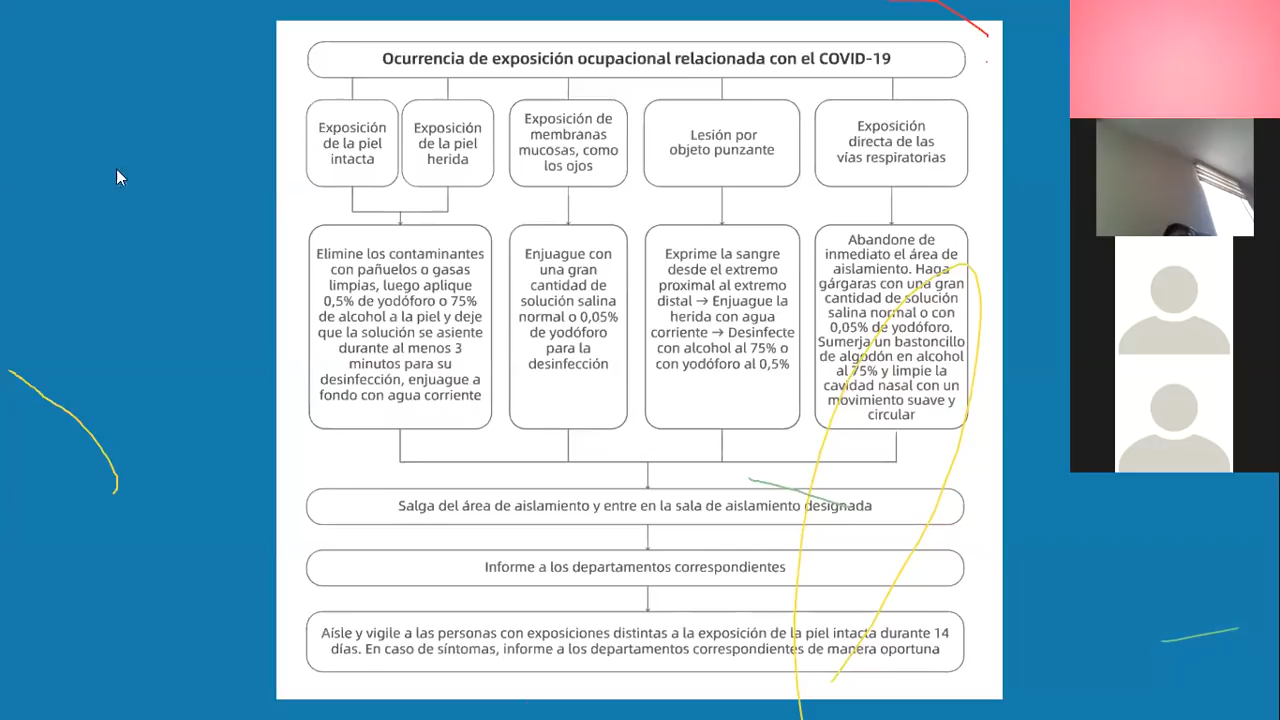 Ocurrencia de exposición ocupacional relacionada con el COVID-19
Exposición
de la piel
intacta
Exposición
de la piel
herida
Exposición de
membranas
mucosas, como
los ojos
Lesión por
objeto punzante
Exposición
directa de las
vías respiratorias
Elimine los contaminantes
con pañuelos o gasas
limpias, luego aplique
0,5% de yodóforo o 75%
de alcohol a la piel y deje
que la solución se asiente
durante al menos 3
minutos para su
desinfección, enjuague a
fondo con agua corriente
Enjuague con
una gran
cantidad de
solución salina
normal o 0,05%
de yodóforo
para la
desinfección
Exprime la sangre
desde el extremo
proximal al extremo
distal → Enjuague la
herida con agua
corriente → Desinfecte
con alcohol al 75% o
con yodóforo al 0,5%
Abandone de
inmediato el área de
aislamiento. Haga
gárgaras con una gran
cantidad de solución
salina normal o con
0,05% de yodóforo.
Sumerja un bastoncillo
de algodón en alcohol
al 75% y limpie la
cavidad nasal con un
movimiento suave y
circular
Salga del área de aislamiento y entre en la sala de aislamiento designada
Informe a los departamentos correspondientes
Aísle y vigile a las personas con exposiciones distintas a la exposición de la piel intacta durante 14
días. En caso de síntomas, informe a los departamentos correspondientes de manera oportuna